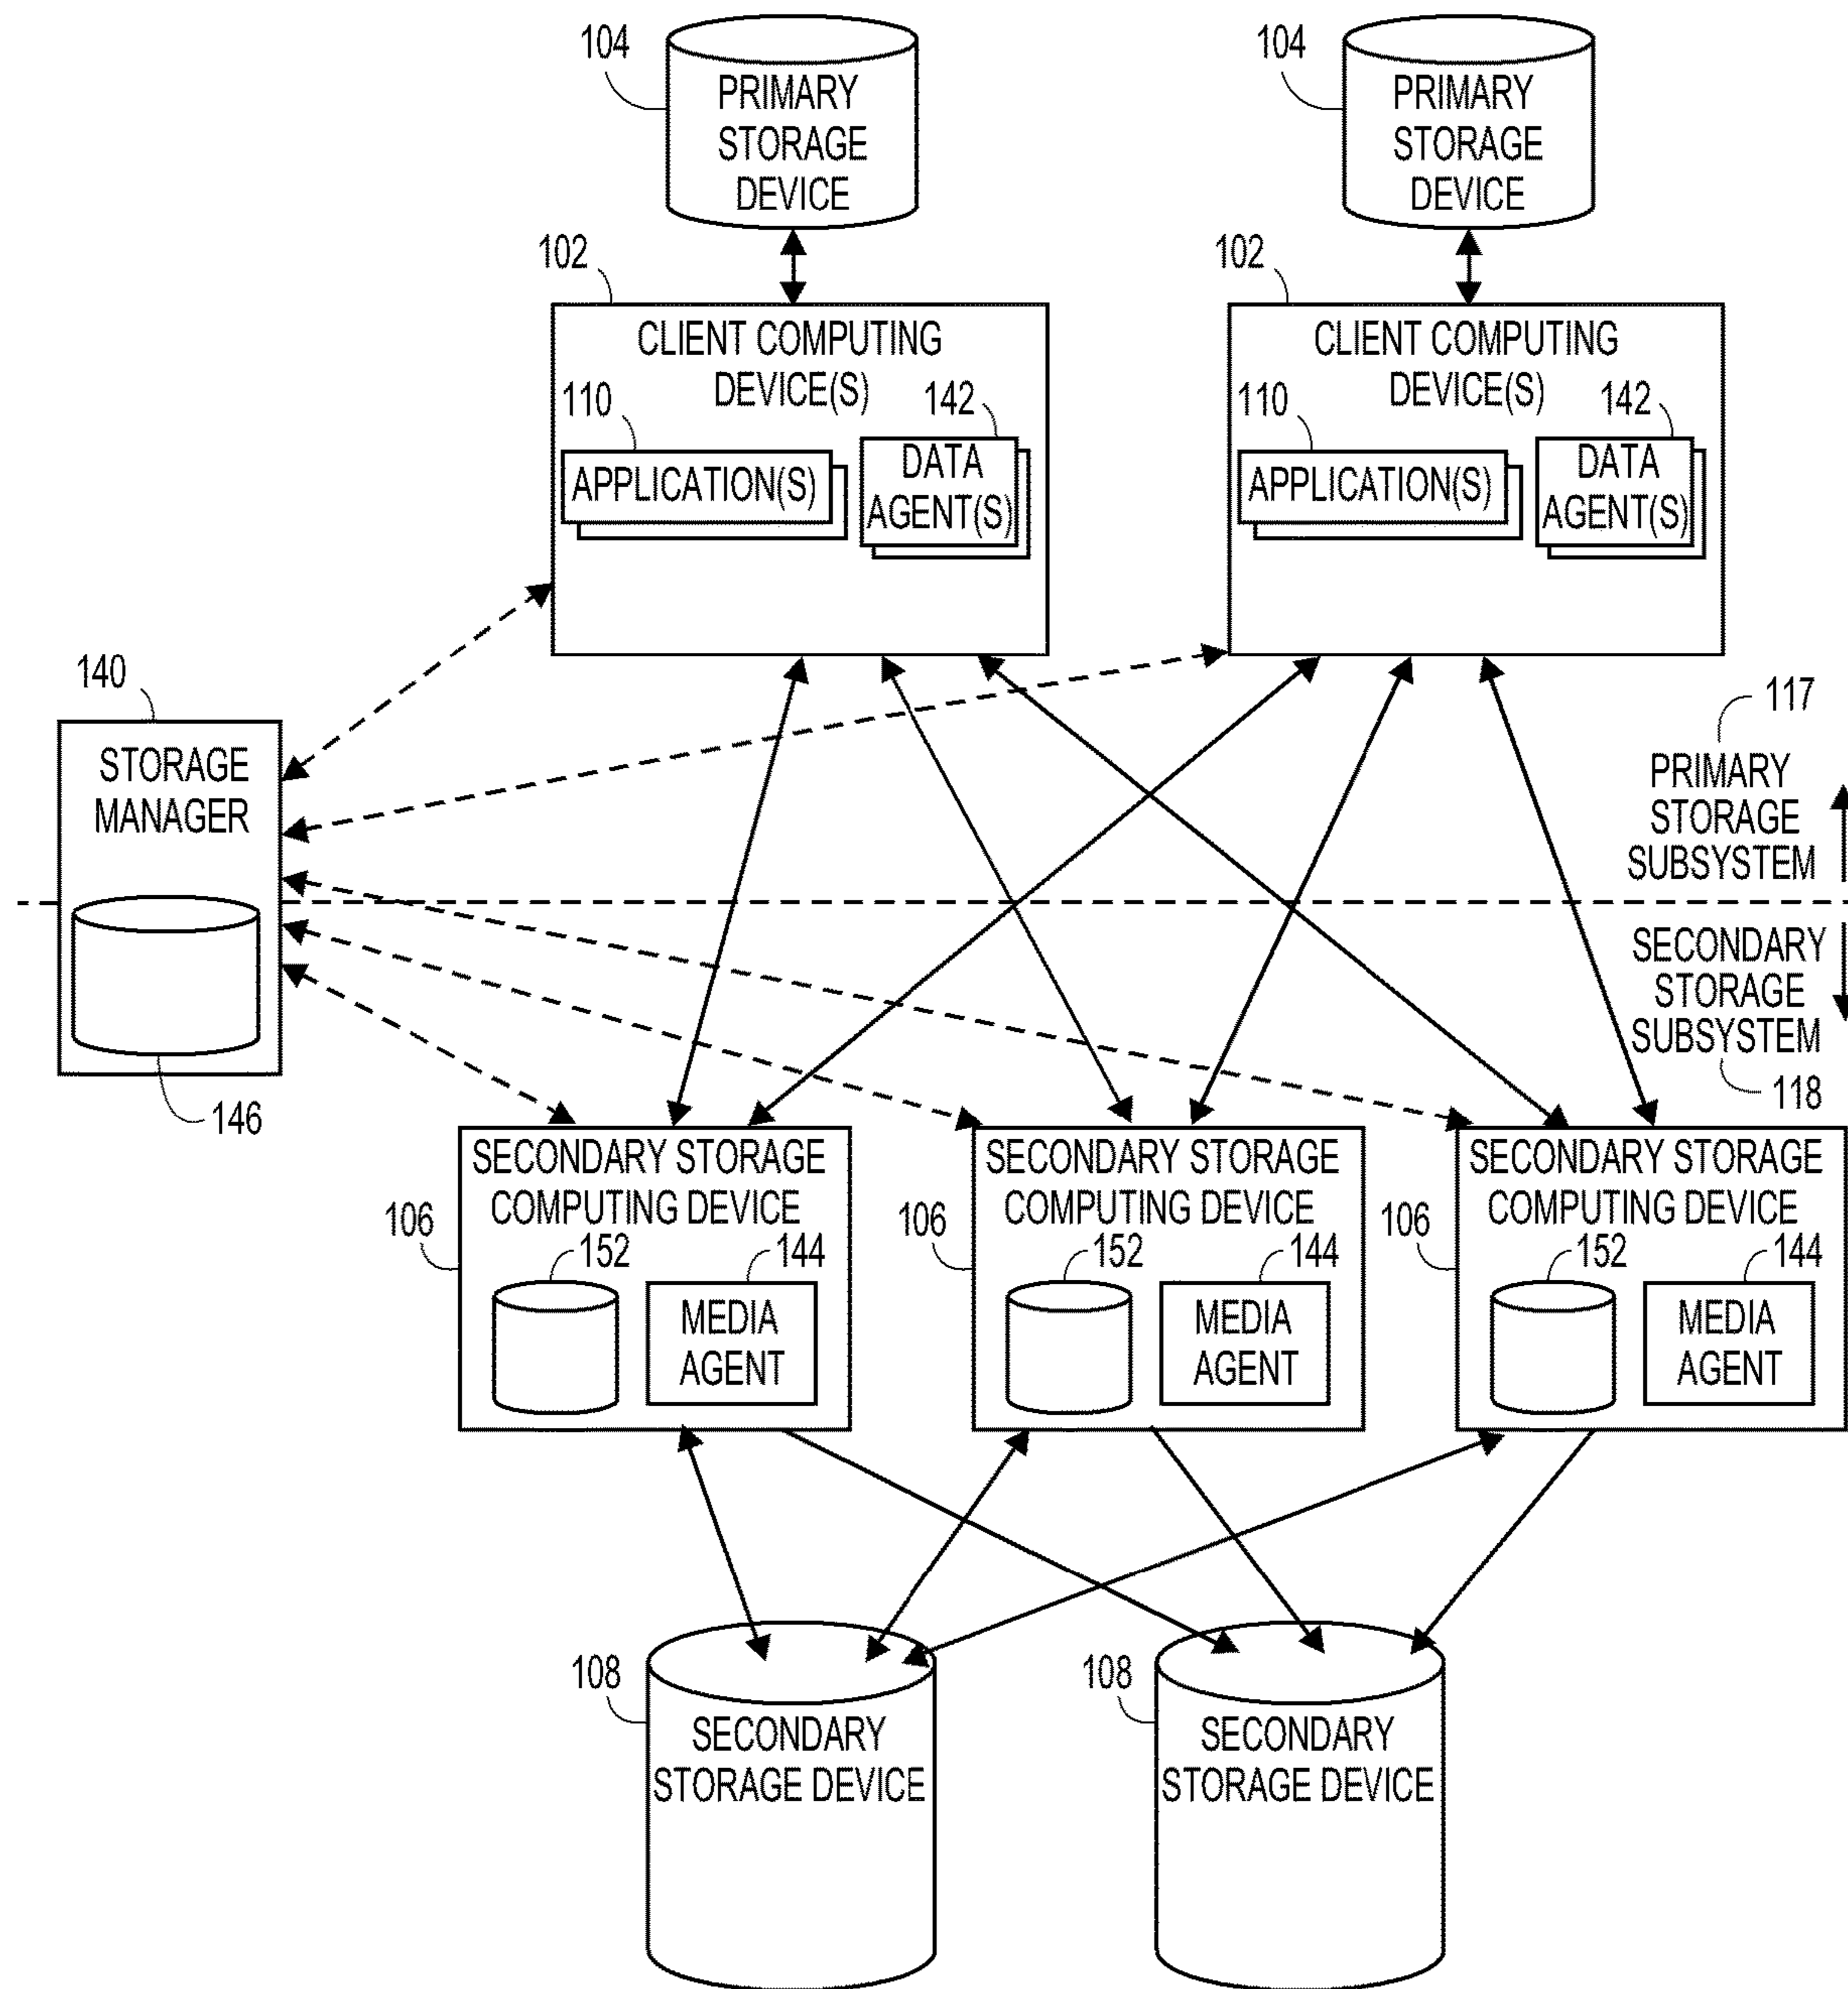 104
PRIMARY
STORAGE
DEVICE
104
PRIMARY
STORAGE
DEVICE
102
CLIENT COMPUTING
DEVICE(S)
110
142
APPLICATION(S)
DATA
AGENT(S)
102
CLIENT COMPUTING
DEVICE(S)
110
142
APPLICATION(S)
DATA
AGENT(S)
140
STORAGE
MANAGER
146
117
PRIMARY
STORAGE
SUBSYSTEM
SECONDARY
STORAGE
SUBSYSTEM
118
106
SECONDARY STORAGE
COMPUTING DEVICE
152
144
MEDIA
AGENT
106
SECONDARY STORAGE
COMPUTING DEVICE
152
144
MEDIA
AGENT
106
SECONDARY STORAGE
COMPUTING DEVICE
152
144
MEDIA
AGENT
108
SECONDARY
STORAGE DEVICE
108
SECONDARY
STORAGE DEVICE